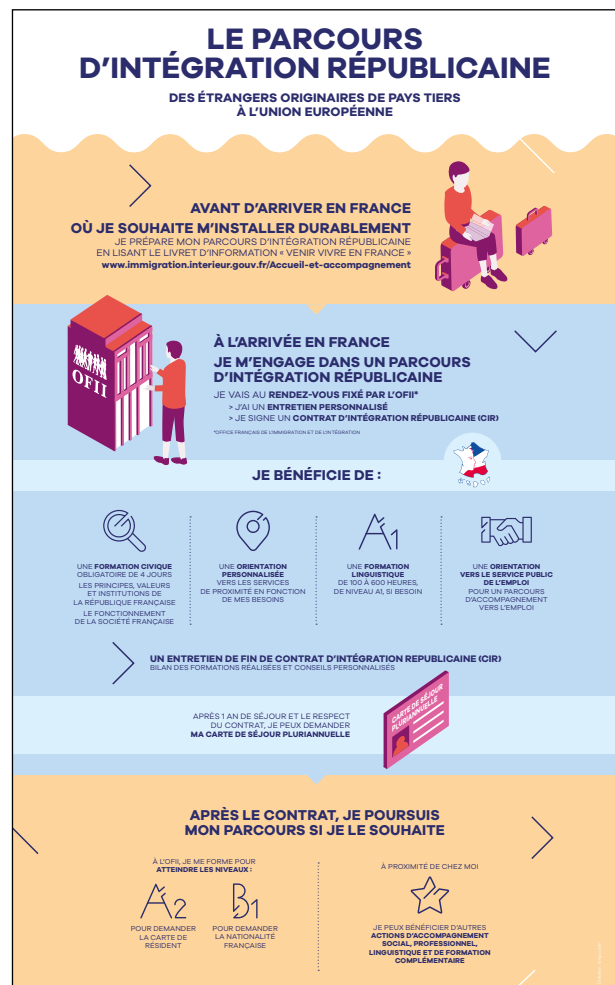 LE PARCOURS
D'INTÉGRATION RÉPUBLICAINE
DES ÉTRANGERS ORIGINAIRES DE PAYS TIERS
À L'UNION EUROPÉENNE
AVANT D'ARRIVER EN FRANCE
OÙ JE SOUHAITE M'INSTALLER DURABLEMENT
JE PRÉPARE MON PARCOURS D'INTÉGRATION RÉPUBLICAINE
EN LISANT LE LIVRET D'INFORMATION « VENIR VIVRE EN FRANCE »
www.immigration.interieur.gouv.fr/Accueil-et-accompagnement
OFII
À L'ARRIVÉE EN FRANCE
JE M'ENGAGE DANS UN PARCOURS
D'INTÉGRATION RÉPUBLICAINE
JE VAIS AU RENDEZ-VOUS FIXÉ PAR L'OFII*
> J'AI UN ENTRETIEN PERSONNALISÉ
> JE SIGNE UN CONTRAT D'INTÉGRATION RÉPUBLICAINE (CIR)
*OFFICE FRANÇAIS DE L'IMMIGRATION ET DE L'INTÉGRATION
JE BÉNÉFICIE DE :
UNE FORMATION CIVIQUE
OBLIGATOIRE DE 4 JOURS
LES PRINCIPES, VALEURS
ET INSTITUTIONS DE
LA RÉPUBLIQUE FRANÇAISE
LE FONCTIONNEMENT
DE LA SOCIÉTÉ FRANÇAISE
UNE ORIENTATION
PERSONNALISÉE
VERS LES SERVICES
DE PROXIMITÉ EN FONCTION
DE MES BESOINS
A1
UNE FORMATION
LINGUISTIQUE
DE 100 À 600 HEURES,
DE NIVEAU A1, SI BESOIN
UNE ORIENTATION
VERS LE SERVICE PUBLIC
DE L'EMPLOI
POUR UN PARCOURS
D'ACCOMPAGNEMENT
VERS L'EMPLOI
UN ENTRETIEN DE FIN DE CONTRAT D'INTÉGRATION REPUBLICAINE (CIR)
BILAN DES FORMATIONS RÉALISÉES ET CONSEILS PERSONNALISÉS
APRÈS 1 AN DE SÉJOUR ET LE RESPECT
DU CONTRAT, JE PEUX DEMANDER
MA CARTE DE SÉJOUR PLURIANNUELLE
CARTE DE SÉJOUR
PLURIANNUELLE
APRÈS LE CONTRAT, JE POURSUIS
MON PARCOURS SI JE LE SOUHAITE
À L'OFII, JE ME FORME POUR
ATTEINDRE LES NIVEAUX :
A2
POUR DEMANDER
LA CARTE DE
RÉSIDENT
B1
POUR DEMANDER
LA NATIONALITÉ
FRANÇAISE
À PROXIMITÉ DE CHEZ MOI
JE PEUX BÉNÉFICIER D'AUTRES
ACTIONS D'ACCOMPAGNEMENT
SOCIAL, PROFESSIONNEL,
LINGUISTIQUE ET DE FORMATION
COMPLÉMENTAIRE